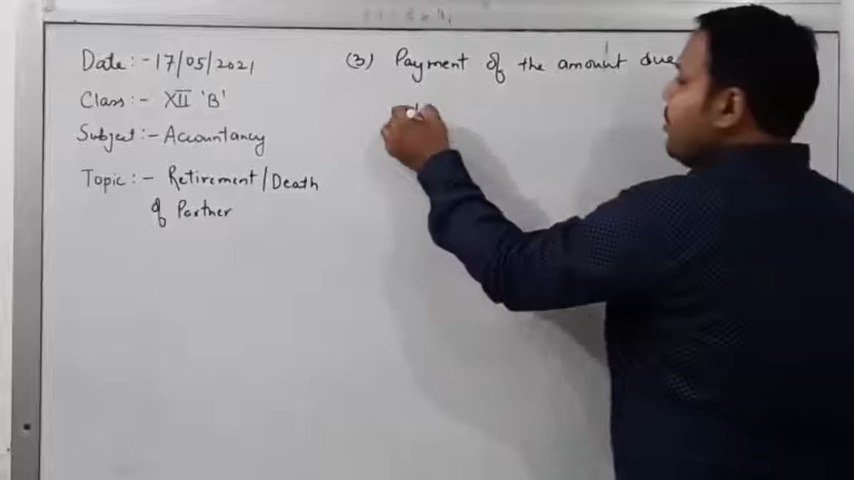 Date:-17/05/2021
Class:- XII 'B'
Subject:- Accountancy
Topic:- Retirement/Death
of Partner
(3) Payment of the amount due